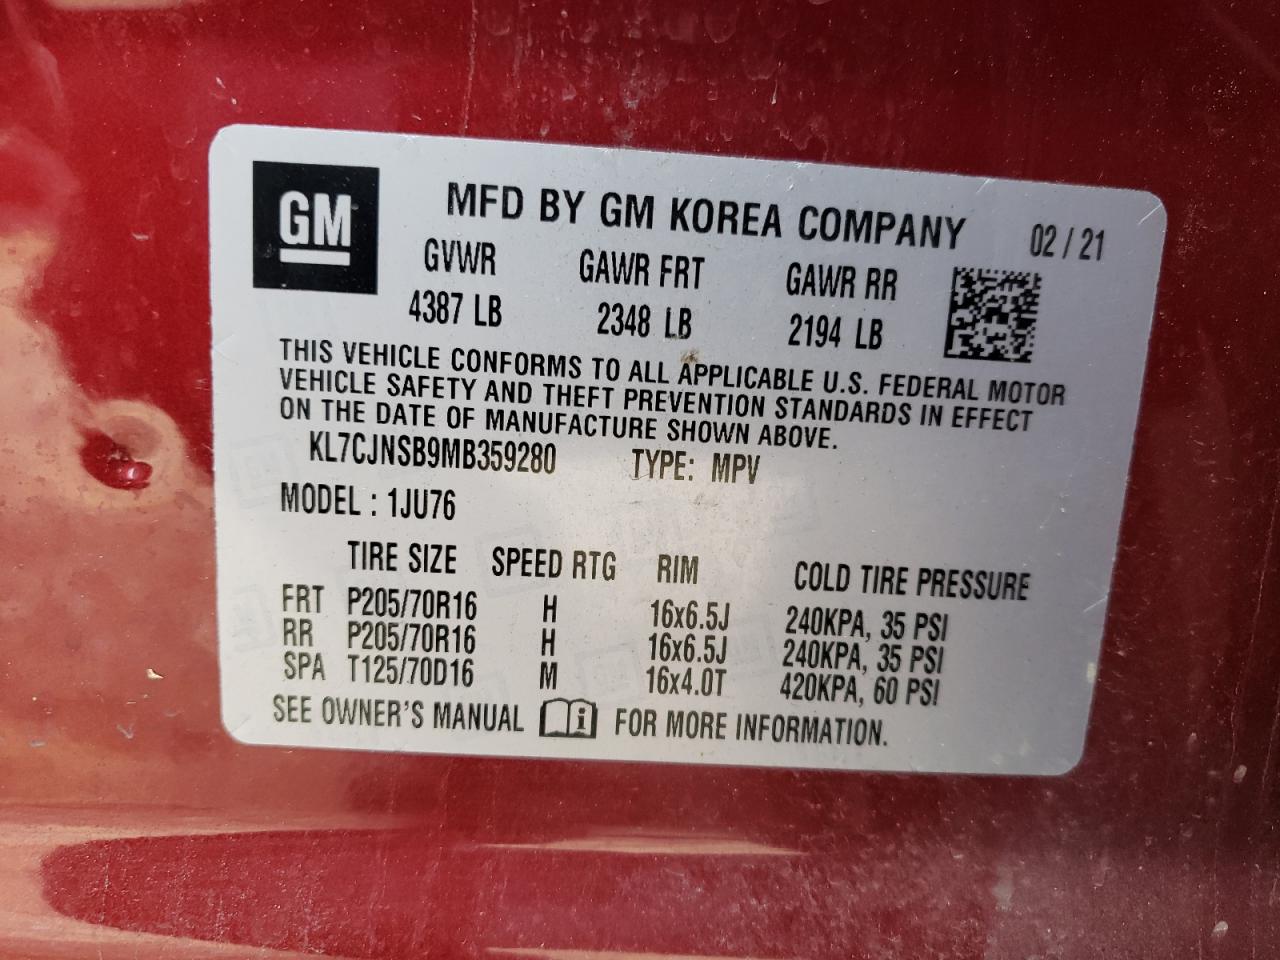 GM
MFD BY GM KOREA COMPANY 02 / 21
GVWR GAWR FRT GAWR RR
4387 LB 2348 LB 2194 LB
THIS VEHICLE CONFORMS TO ALL APPLICABLE U.S. FEDERAL MOTOR
VEHICLE SAFETY AND THEFT PREVENTION STANDARDS IN EFFECT
ON THE DATE OF MANUFACTURE SHOWN ABOVE.
KL7CJNSB9MB359280 TYPE: MPV
MODEL : 1JU76
TIRE SIZE SPEED RTG RIM COLD TIRE PRESSURE
FRT P205/70R16 H 16x6.5J 240KPA, 35 PSI
RR P205/70R16 H 16x6.5J 240KPA, 35 PSI
SPA T125/70D16 M 16x4.0T 420KPA, 60 PSI
SEE OWNER'S MANUAL i FOR MORE INFORMATION.